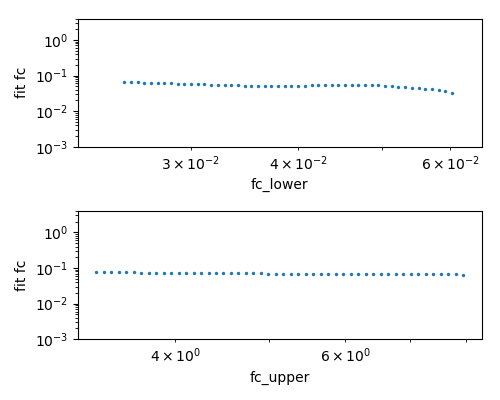 10⁰
10⁻¹
10⁻²
10⁻³
fit fc
3 × 10⁻² 4 × 10⁻² 6 × 10⁻²
fc_lower
10⁰
10⁻¹
10⁻²
10⁻³
fit fc
4 × 10⁰ 6 × 10⁰
fc_upper